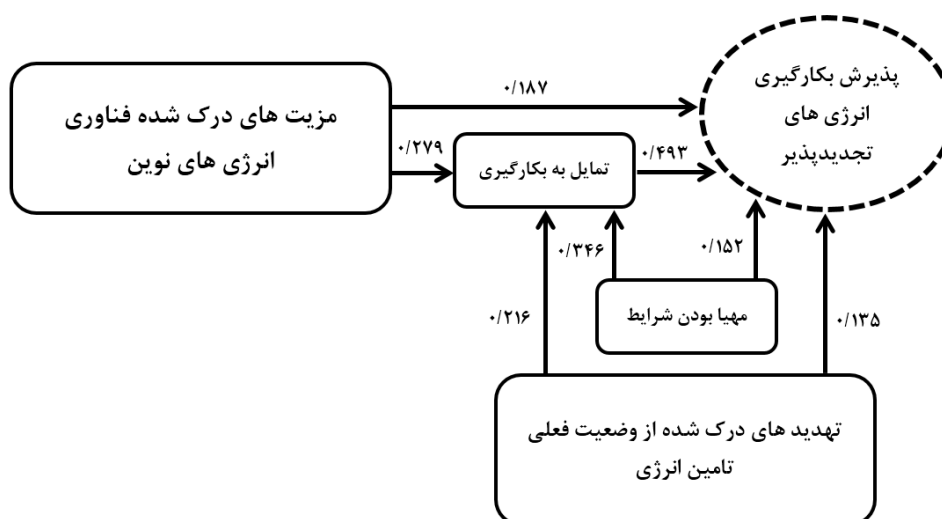 پذیرش بکارگیری
انرژی های
تجدیدپذیر
۰/۱۸۷
مزیت های درک شده فناوری
انرژی های نوین
۰/۲۷۹
تمایل به بکارگیری
۰/۴۹۳
۰/۳۴۶
۰/۱۵۲
مهیا بودن شرایط
۰/۲۱۶
۰/۱۳۵
تهدید های درک شده از وضعیت فعلی
تامین انرژی